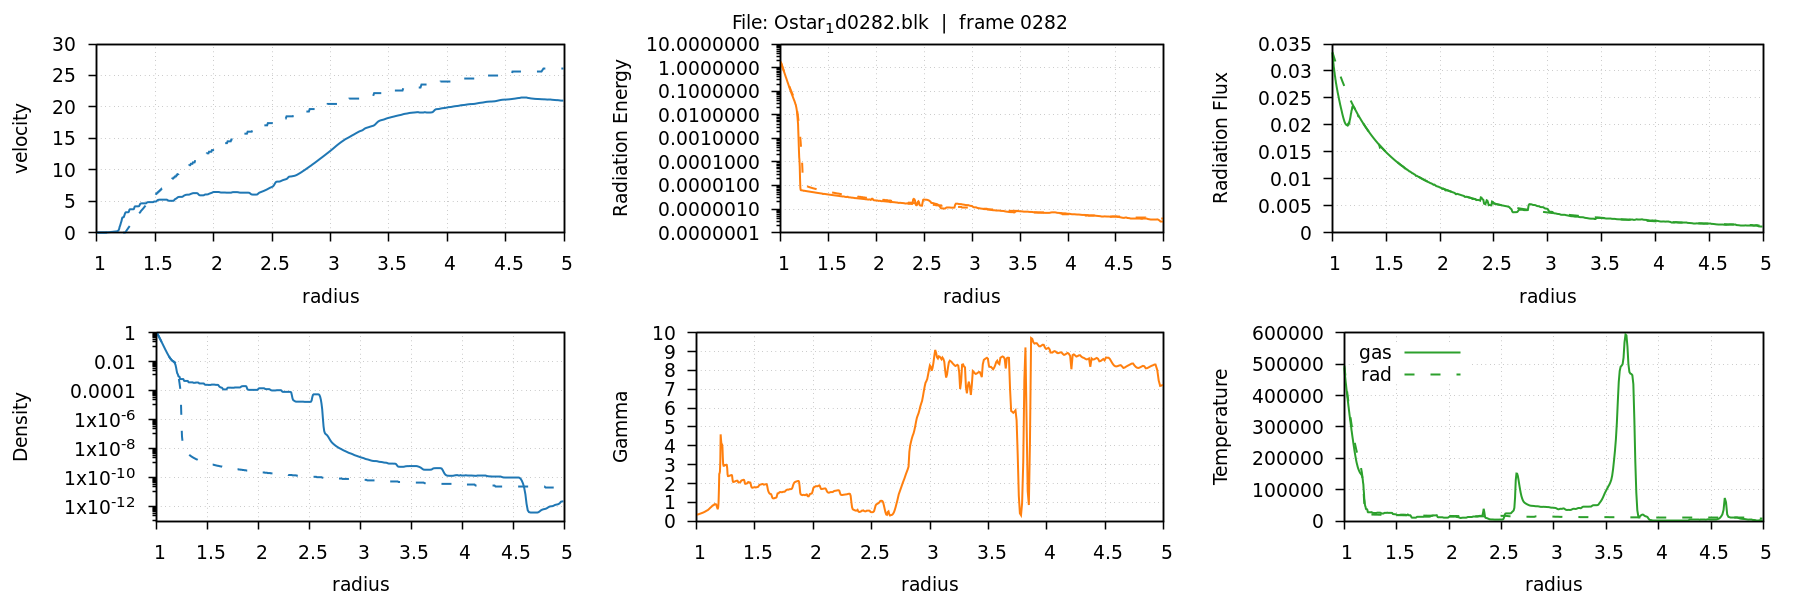 File: Ostar₁d0282.blk | frame 0282
velocity
30
25
20
15
10
5
0
1 1.5 2 2.5 3 3.5 4 4.5 5
radius
Radiation Energy
10.0000000
1.0000000
0.1000000
0.0100000
0.0010000
0.0001000
0.0000100
0.0000010
0.0000001
1 1.5 2 2.5 3 3.5 4 4.5 5
radius
Radiation Flux
0.035
0.03
0.025
0.02
0.015
0.01
0.005
0
1 1.5 2 2.5 3 3.5 4 4.5 5
radius
Density
1
0.01
0.0001
1x10⁻⁶
1x10⁻⁸
1x10⁻¹⁰
1x10⁻¹²
1 1.5 2 2.5 3 3.5 4 4.5 5
radius
Gamma
10
9
8
7
6
5
4
3
2
1
0
1 1.5 2 2.5 3 3.5 4 4.5 5
radius
Temperature
600000
500000
400000
300000
200000
100000
0
gas
rad
1 1.5 2 2.5 3 3.5 4 4.5 5
radius